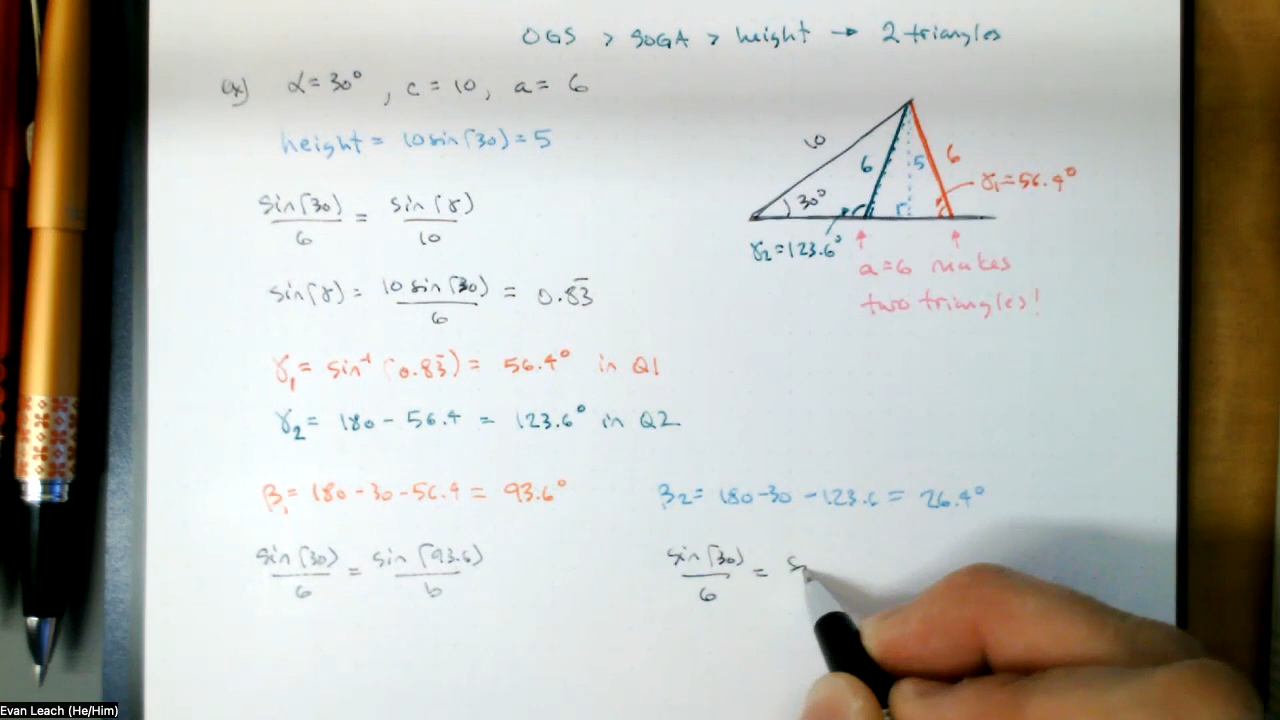 OGS > SOGA > height → 2 triangles
ex) α = 30°, c = 10, a = 6
height = 10 sin(30) = 5
sin(30)/6 = sin(γ)/10
sin(γ) = 10 sin(30)/6 = 0.83̅
γ₁ = sin⁻¹(0.83̅) = 56.4° in Q1
γ₂ = 180 - 56.4 = 123.6° in Q2
β₁ = 180 - 30 - 56.4 = 93.6°
sin(30)/6 = sin(93.6)/b
10
6
5
6
30°
γ₁ = 56.4°
γ₂ = 123.6°
a = 6 makes
two triangles!
β₂ = 180 - 30 - 123.6 = 26.4°
sin(30)/6 = s
Evan Leach (He/Him)